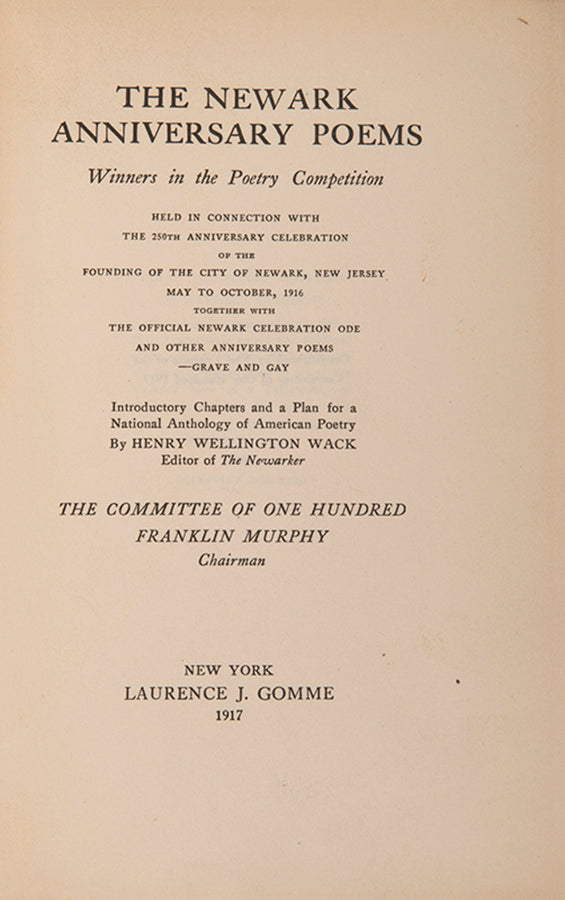 THE NEWARK
ANNIVERSARY POEMS
Winners in the Poetry Competition
HELD IN CONNECTION WITH
THE 250TH ANNIVERSARY CELEBRATION
OF THE
FOUNDING OF THE CITY OF NEWARK, NEW JERSEY
MAY TO OCTOBER, 1916
TOGETHER WITH
THE OFFICIAL NEWARK CELEBRATION ODE
AND OTHER ANNIVERSARY POEMS
—GRAVE AND GAY
Introductory Chapters and a Plan for a
National Anthology of American Poetry
By HENRY WELLINGTON WACK
Editor of The Newarker
THE COMMITTEE OF ONE HUNDRED
FRANKLIN MURPHY
Chairman
NEW YORK
LAURENCE J. GOMME
1917